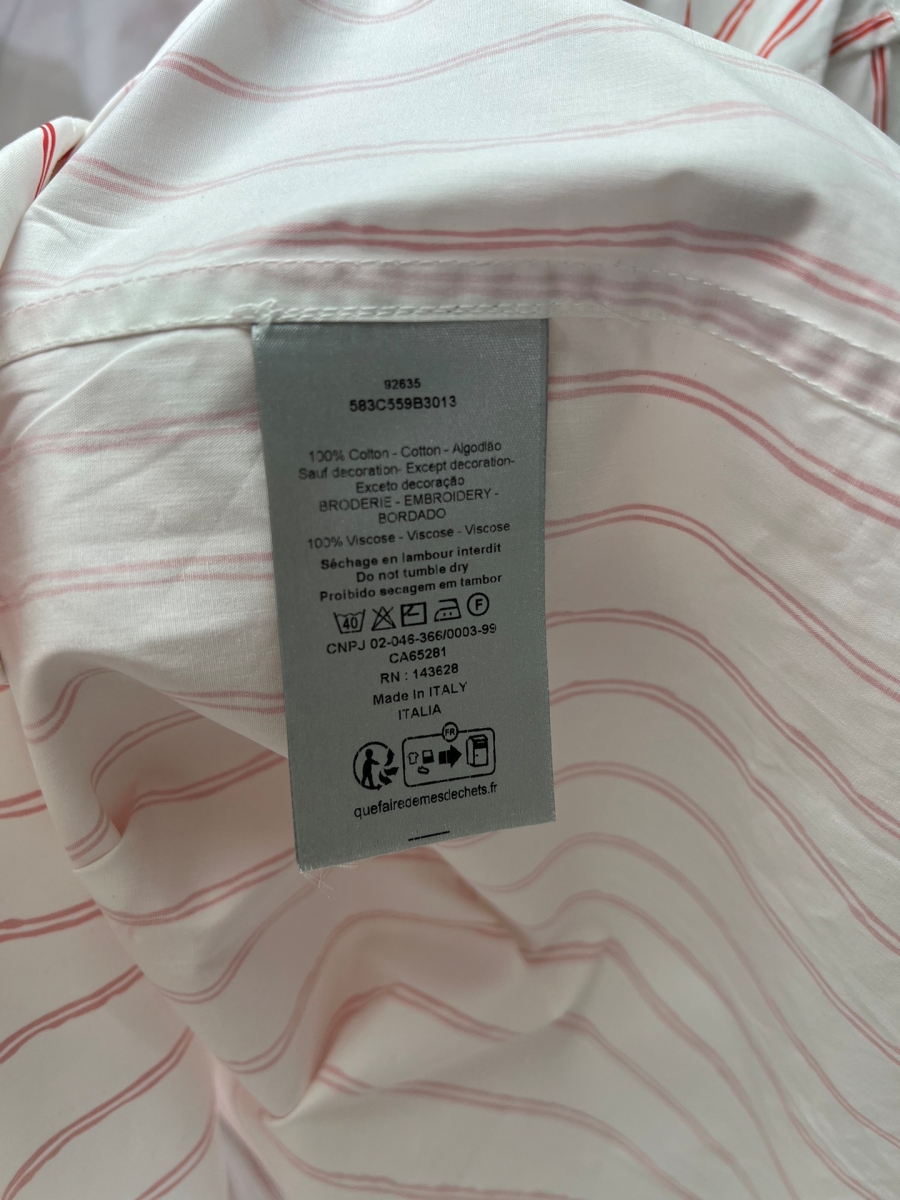 92635
583C559B3013
100% Cotton - Cotton - Algodião
Sauf decoration- Except decoration-
Exceto decoração
BRODERIE - EMBROIDERY -
BORDADO
100% Viscose - Viscose - Viscose
Séchage en lambour interdit
Do not tumble dry
Proibido secagem em tambor
40 F
CNPJ 02-046-366/0003-99
CA65281
RN : 143628
Made In ITALY
ITALIA
FR
quefairedemesdechets.fr